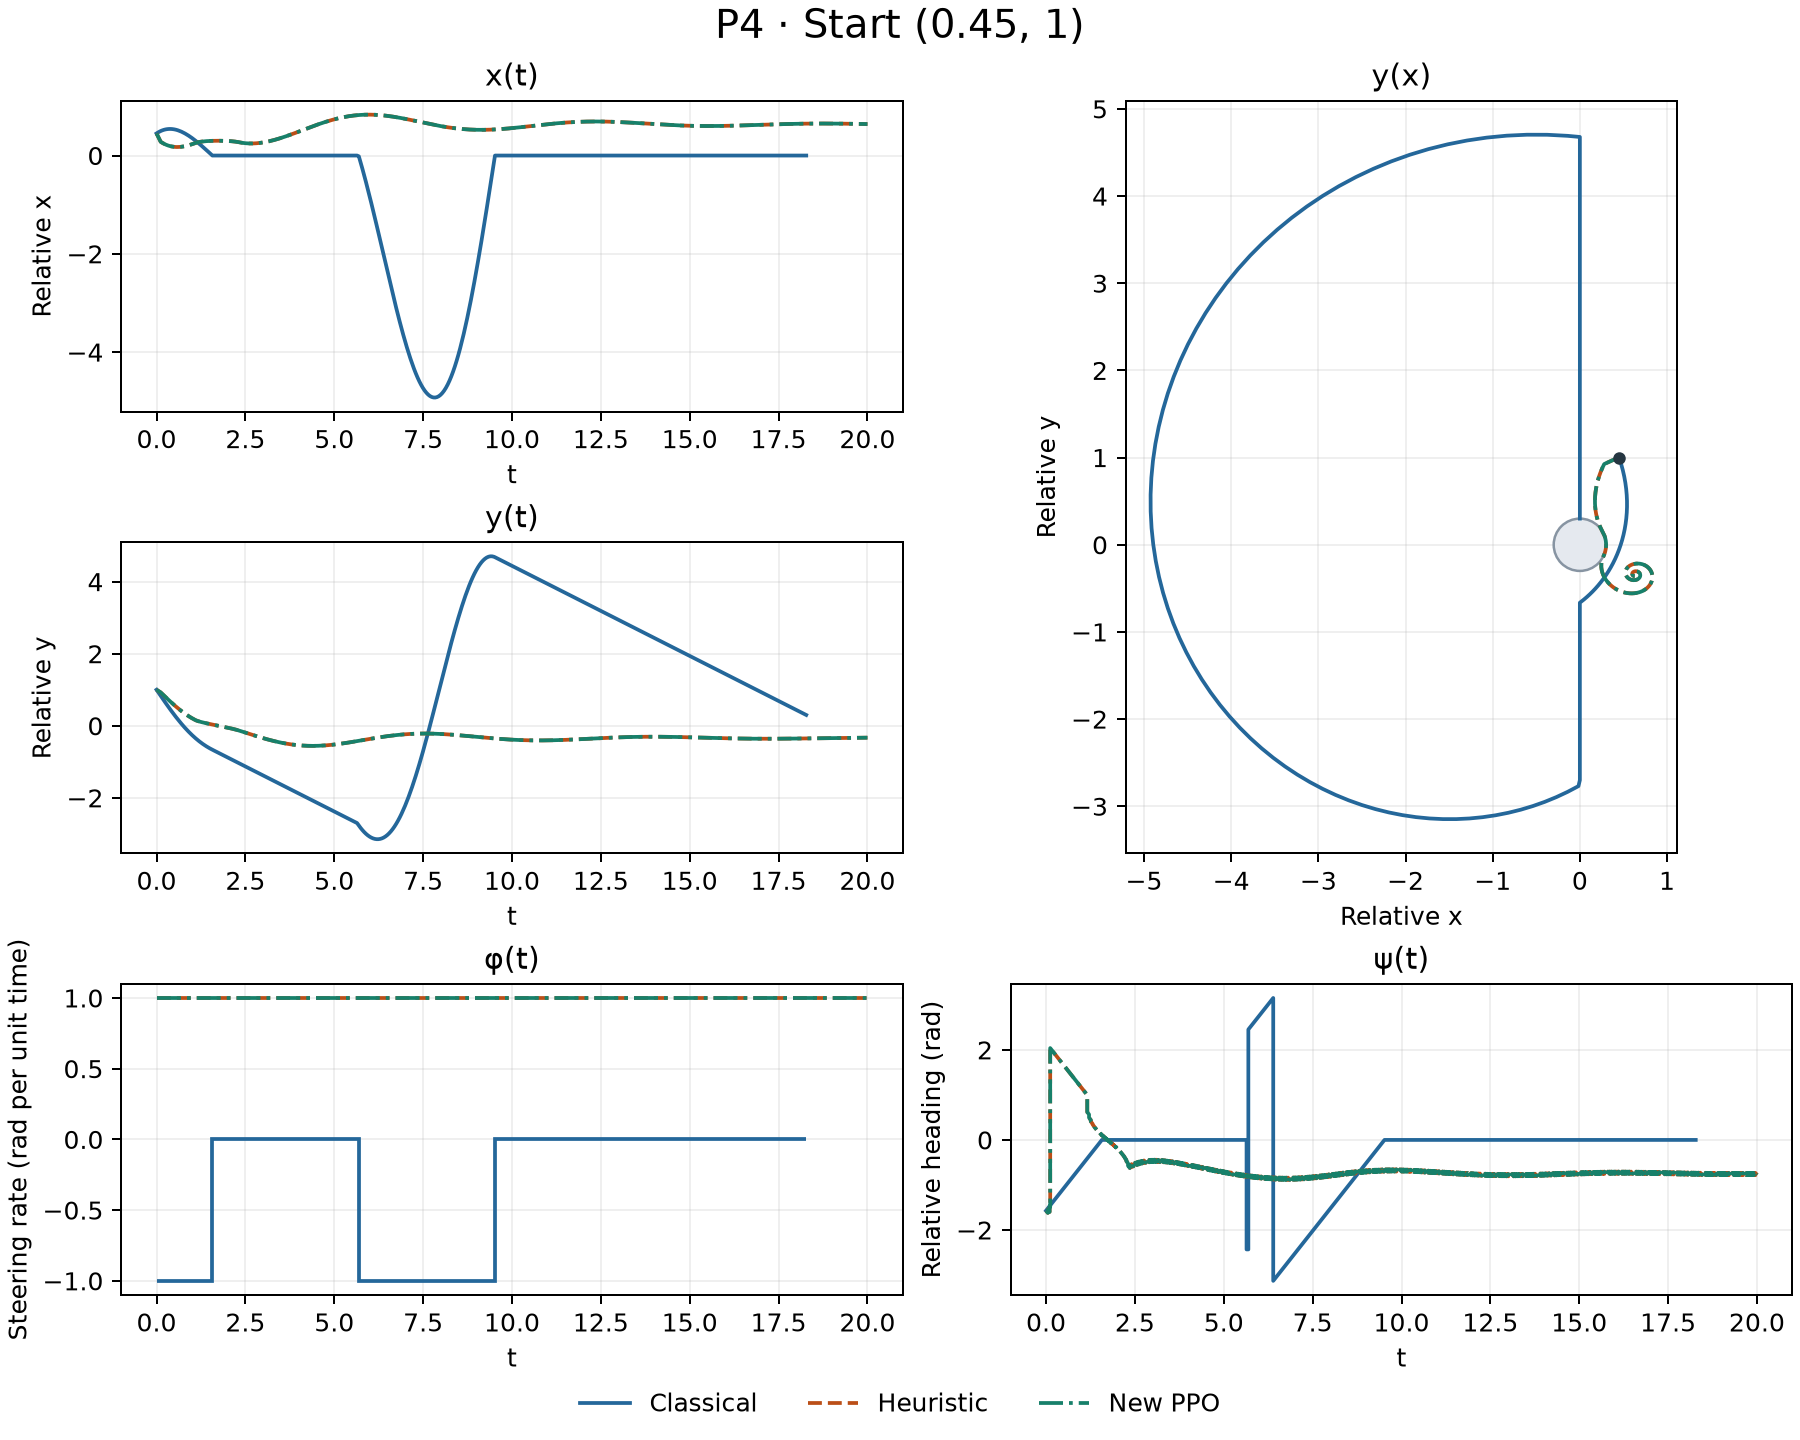 P4 · Start (0.45, 1)
x(t)
Relative x
0
−2
−4
0.0 2.5 5.0 7.5 10.0 12.5 15.0 17.5 20.0
t
y(x)
Relative y
5
4
3
2
1
0
−1
−2
−3
−5 −4 −3 −2 −1 0 1
Relative x
y(t)
Relative y
4
2
0
−2
0.0 2.5 5.0 7.5 10.0 12.5 15.0 17.5 20.0
t
φ(t)
Steering rate (rad per unit time)
1.0
0.5
0.0
−0.5
−1.0
0.0 2.5 5.0 7.5 10.0 12.5 15.0 17.5 20.0
t
ψ(t)
Relative heading (rad)
2
0
−2
0.0 2.5 5.0 7.5 10.0 12.5 15.0 17.5 20.0
t
Classical Heuristic New PPO